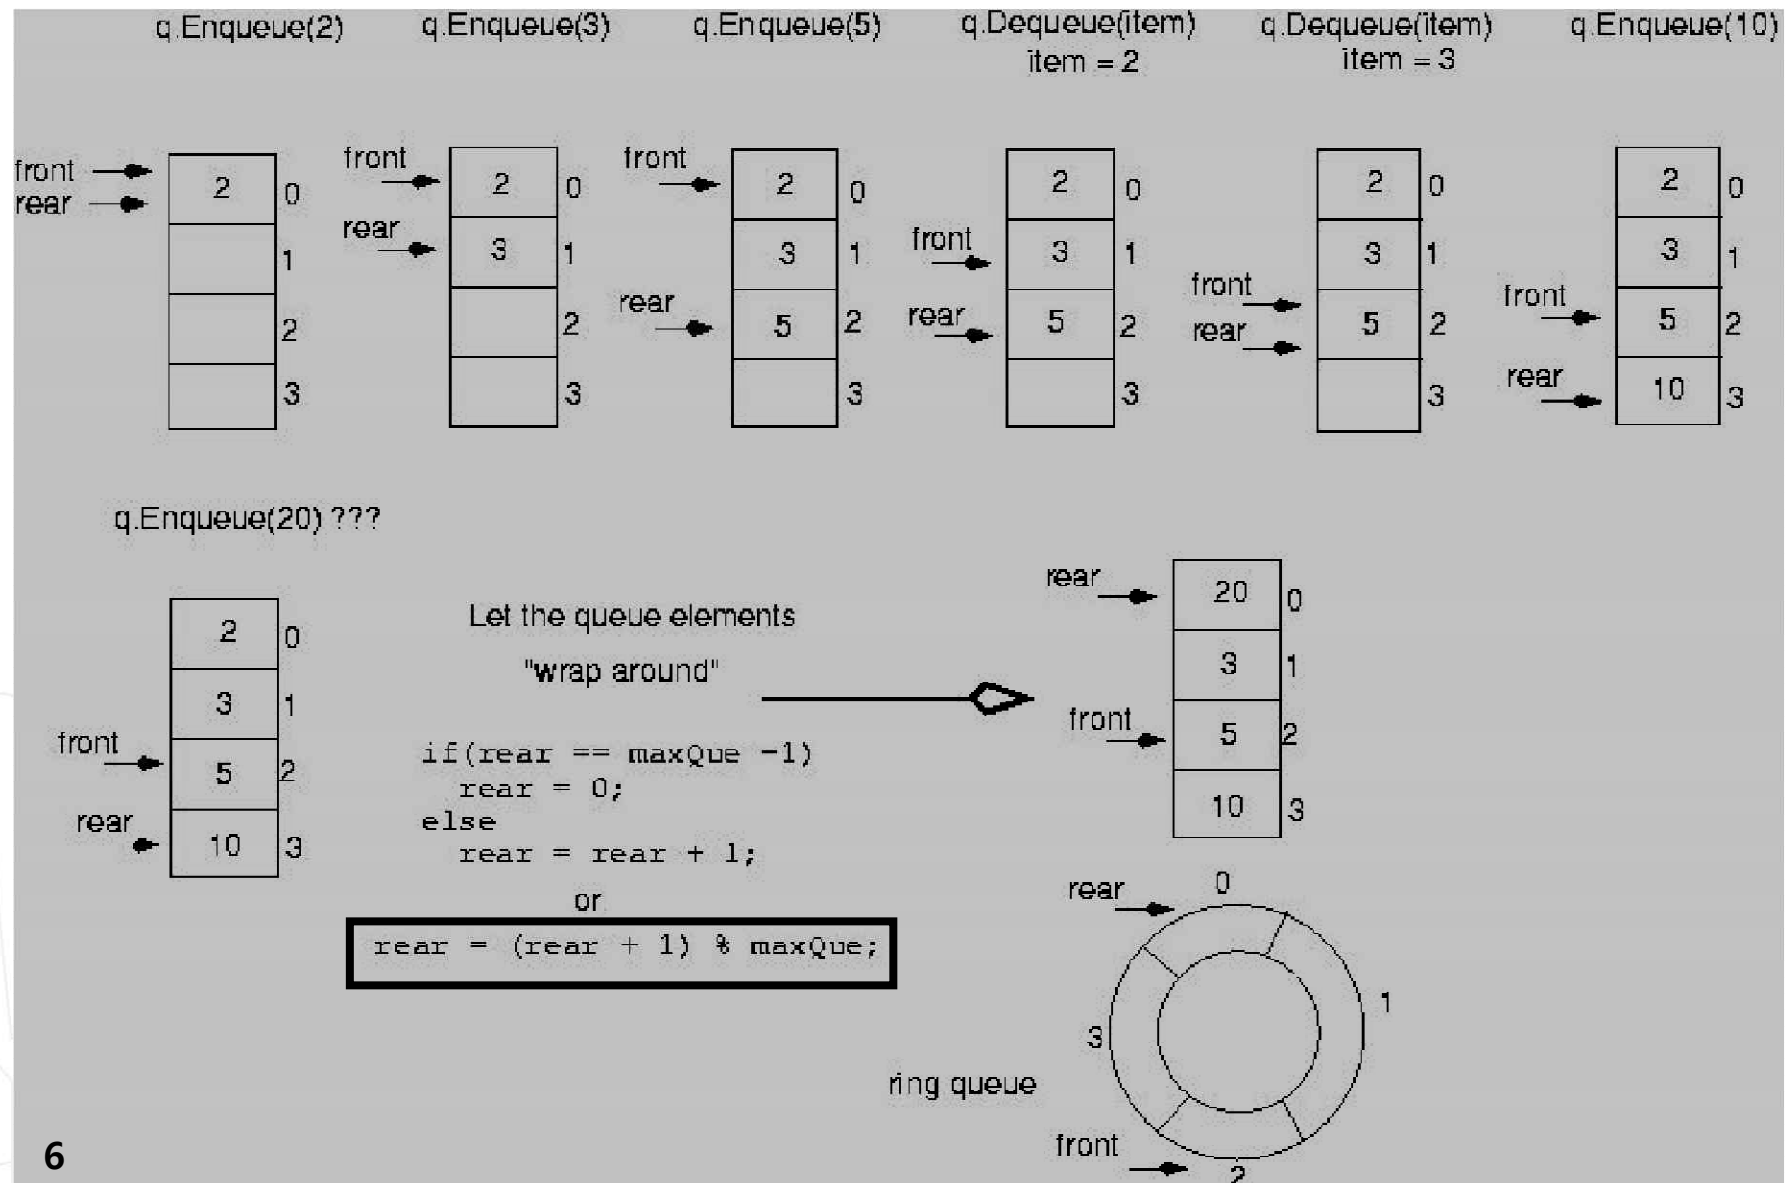 q.Enqueue(2)
q.Enqueue(3)
q.Enqueue(5)
q.Dequeue(item)
item = 2
q.Dequeue(item)
item = 3
q.Enqueue(10)
front
rear
2 0
1
2
3
front
rear
2 0
3 1
2
3
front
rear
2 0
3 1
5 2
3
front
rear
2 0
3 1
5 2
3
front
rear
2 0
3 1
5 2
3
front
rear
2 0
3 1
5 2
10 3
q.Enqueue(20) ???
front
rear
2 0
3 1
5 2
10 3
Let the queue elements
"wrap around"
if(rear == maxQue -1)
rear = 0;
else
rear = rear + 1;
or
rear = (rear + 1) % maxQue;
rear
front
20 0
3 1
5 2
10 3
rear
0
1
3
ring queue
front
2
6